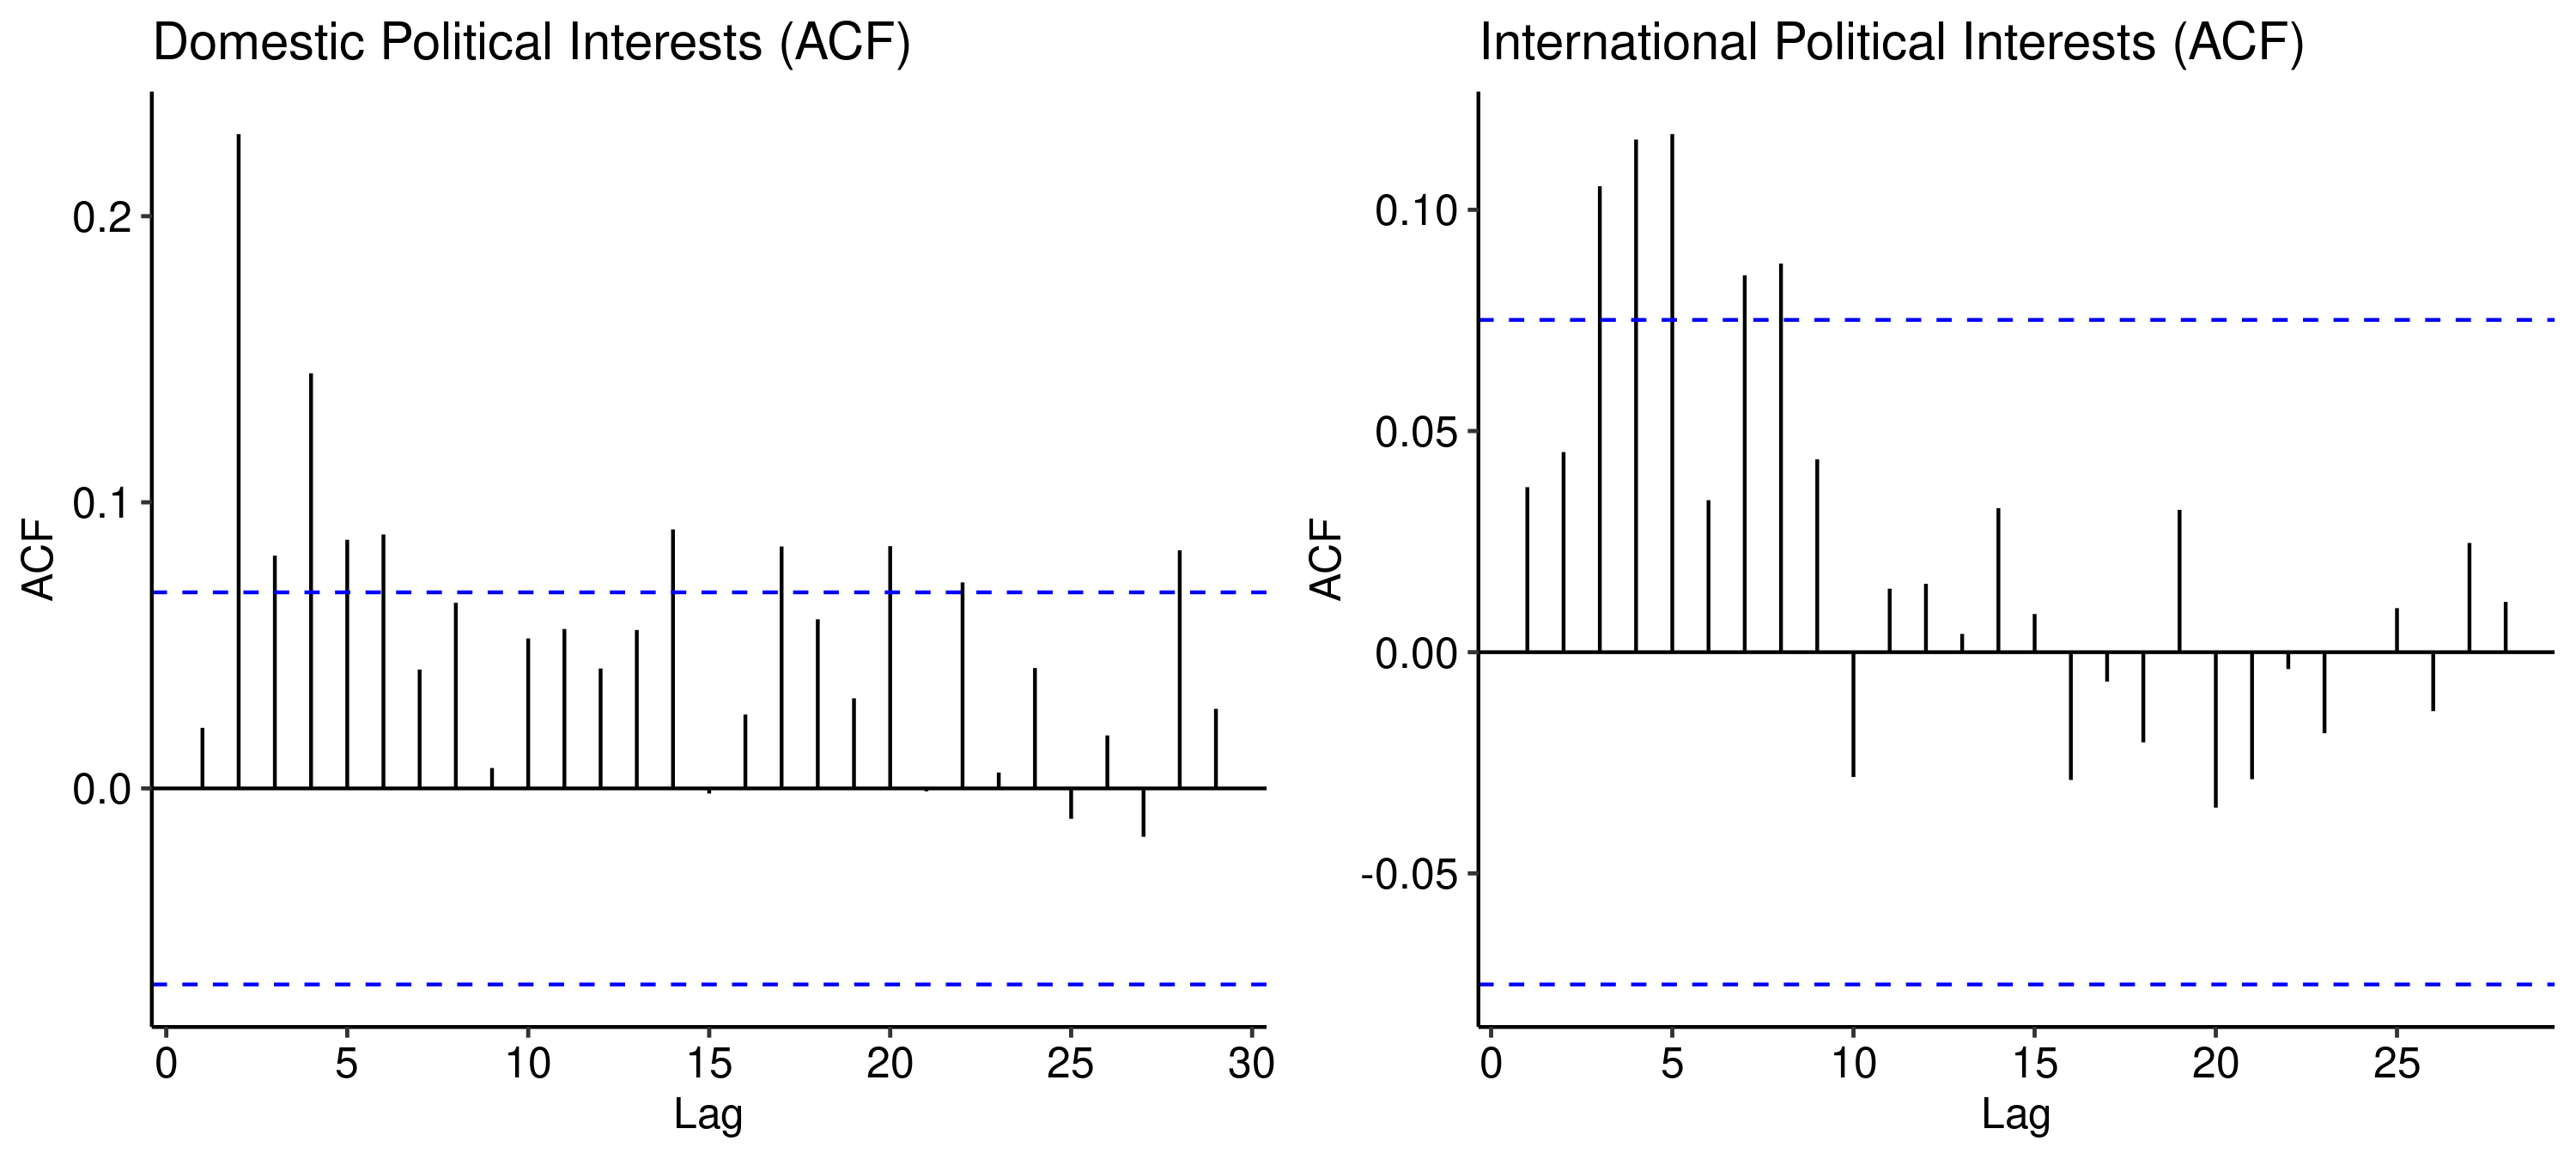 Domestic Political Interests (ACF)
ACF
0.2
0.1
0.0
0 5 10 15 20 25 30
Lag
International Political Interests (ACF)
ACF
0.10
0.05
0.00
-0.05
0 5 10 15 20 25
Lag